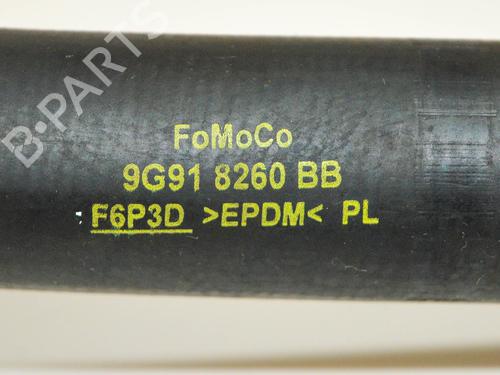 B-PARTS
FoMoCo
9G91 8260 BB
F6P3D >EPDM< PL